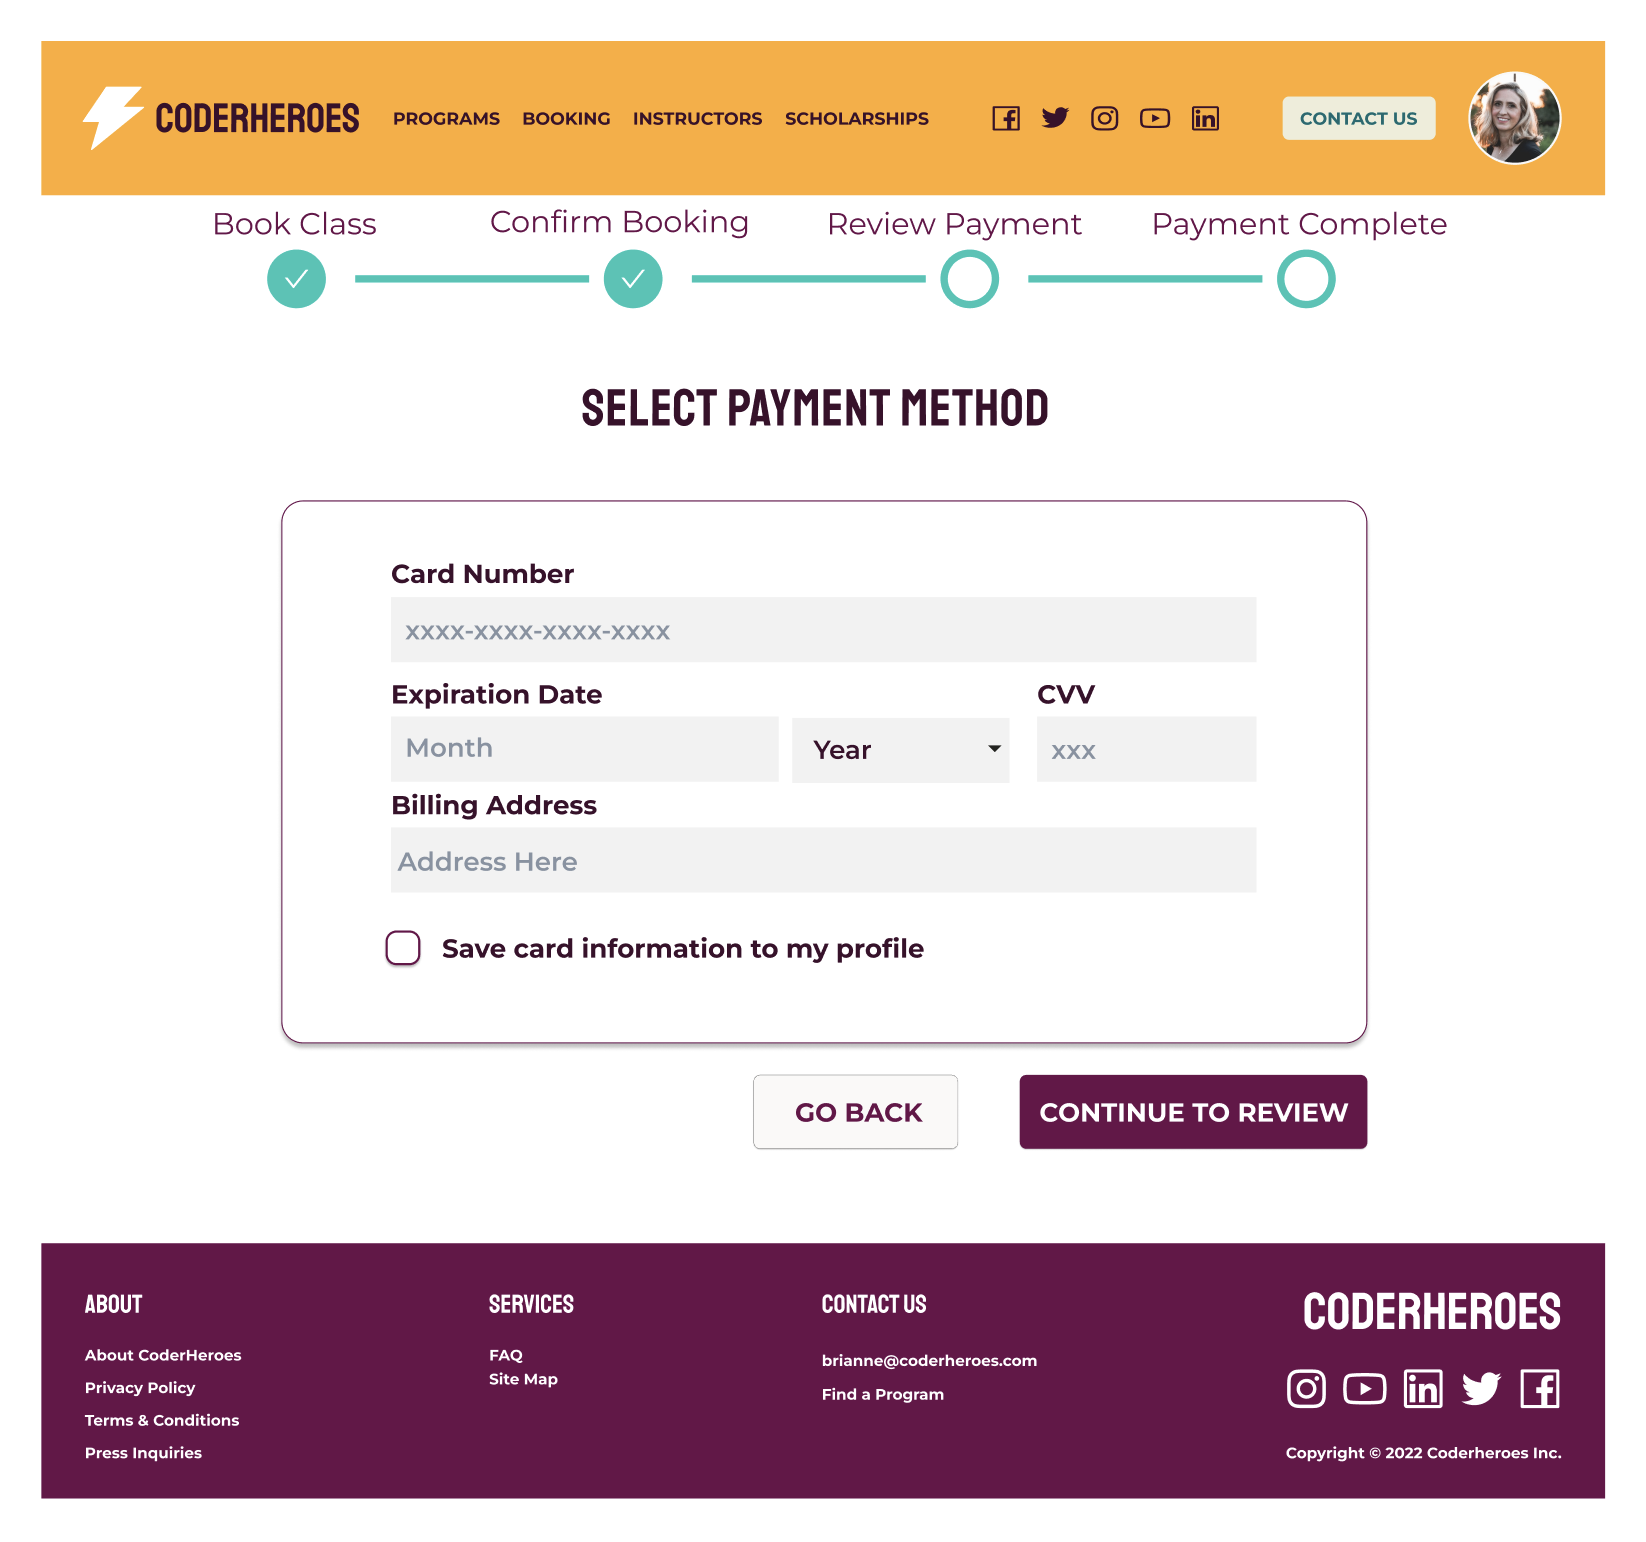 CODERHEROES
PROGRAMS BOOKING INSTRUCTORS SCHOLARSHIPS
CONTACT US
Book Class
Confirm Booking
Review Payment
Payment Complete
SELECT PAYMENT METHOD
Card Number
xxxx-xxxx-xxxx-xxxx
Expiration Date
CVV
Month
Year
xxx
Billing Address
Address Here
Save card information to my profile
GO BACK
CONTINUE TO REVIEW
ABOUT
About CoderHeroes
Privacy Policy
Terms & Conditions
Press Inquiries
SERVICES
FAQ
Site Map
CONTACT US
brianne@coderheroes.com
Find a Program
CODERHEROES
Copyright © 2022 Coderheroes Inc.